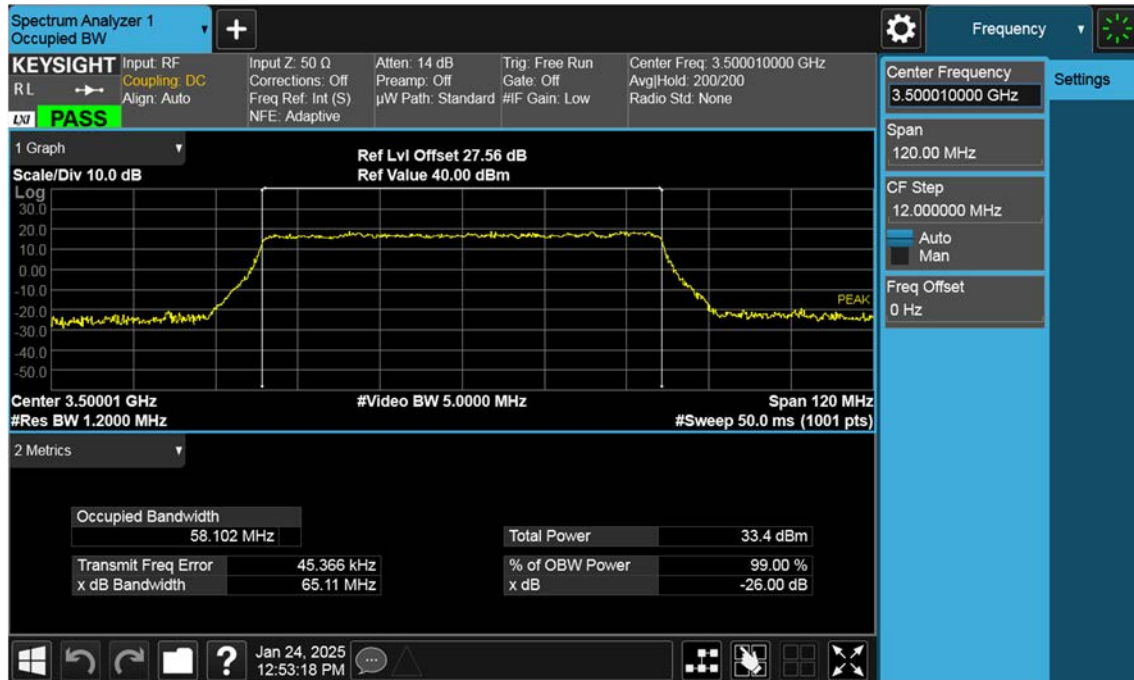 Spectrum Analyzer 1
Occupied BW
+
Frequency
KEYSIGHT
RL
LXI
PASS
Input: RF
Coupling: DC
Align: Auto
Input Z: 50 Ω
Corrections: Off
Freq Ref: Int (S)
NFE: Adaptive
Atten: 14 dB
Preamp: Off
µW Path: Standard
Trig: Free Run
Gate: Off
#IF Gain: Low
Center Freq: 3.500010000 GHz
Avg|Hold: 200/200
Radio Std: None
1 Graph
Scale/Div 10.0 dB
Ref Lvl Offset 27.56 dB
Ref Value 40.00 dBm
Log
30.0
20.0
10.0
0.00
-10.0
-20.0
-30.0
-40.0
-50.0
PEAK
Center 3.50001 GHz
#Res BW 1.2000 MHz
#Video BW 5.0000 MHz
Span 120 MHz
#Sweep 50.0 ms (1001 pts)
2 Metrics
Occupied Bandwidth
58.102 MHz
Transmit Freq Error 45.366 kHz
x dB Bandwidth 65.11 MHz
Total Power 33.4 dBm
% of OBW Power 99.00 %
x dB -26.00 dB
?
Jan 24, 2025
12:53:18 PM
Center Frequency
3.500010000 GHz
Span
120.00 MHz
CF Step
12.000000 MHz
Auto
Man
Freq Offset
0 Hz
Settings